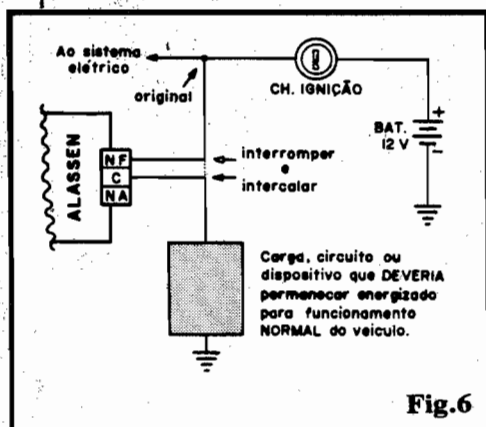 Ao sistema
elétrico
original
CH. IGNIÇÃO
BAT.
12 V
+
-
ALASSEN
NF
C
NA
interromper
e
intercalar
Carga, circuito ou
dispositivo que DEVERIA
permanecar energizado
para funcionamento
NORMAL do veículo.
Fig.6